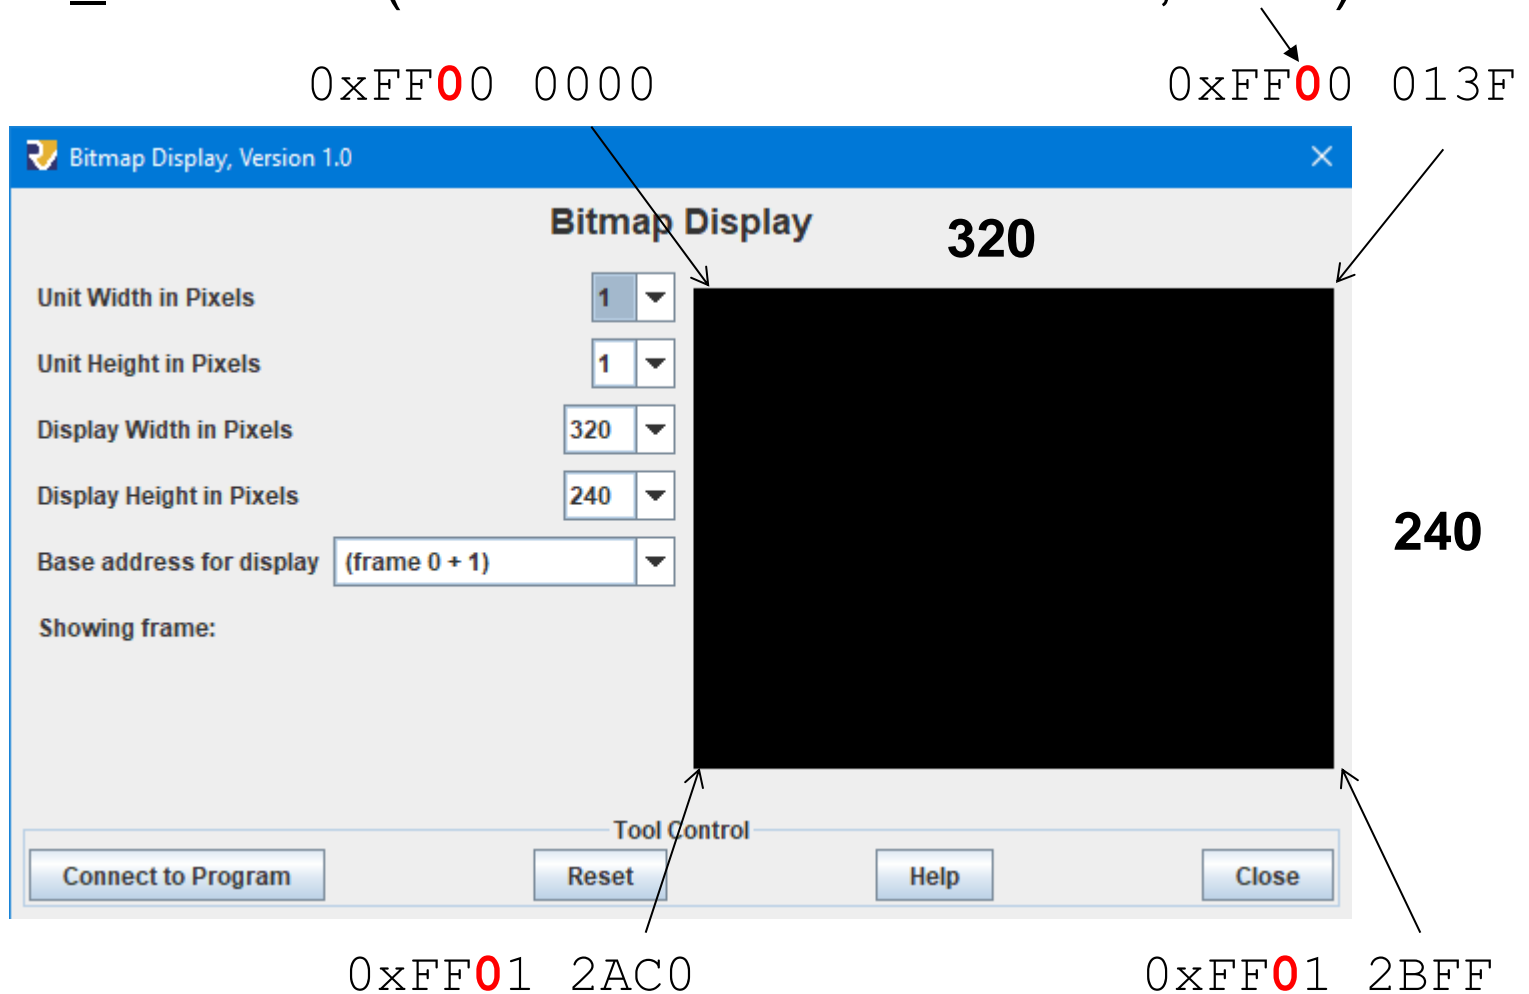 0xFF00 0000
0xFF00 013F
Bitmap Display, Version 1.0
Bitmap Display
320
Unit Width in Pixels 1
Unit Height in Pixels 1
Display Width in Pixels 320
Display Height in Pixels 240
240
Base address for display (frame 0 + 1)
Showing frame:
Tool Control
Connect to Program Reset Help Close
0xFF01 2AC0
0xFF01 2BFF